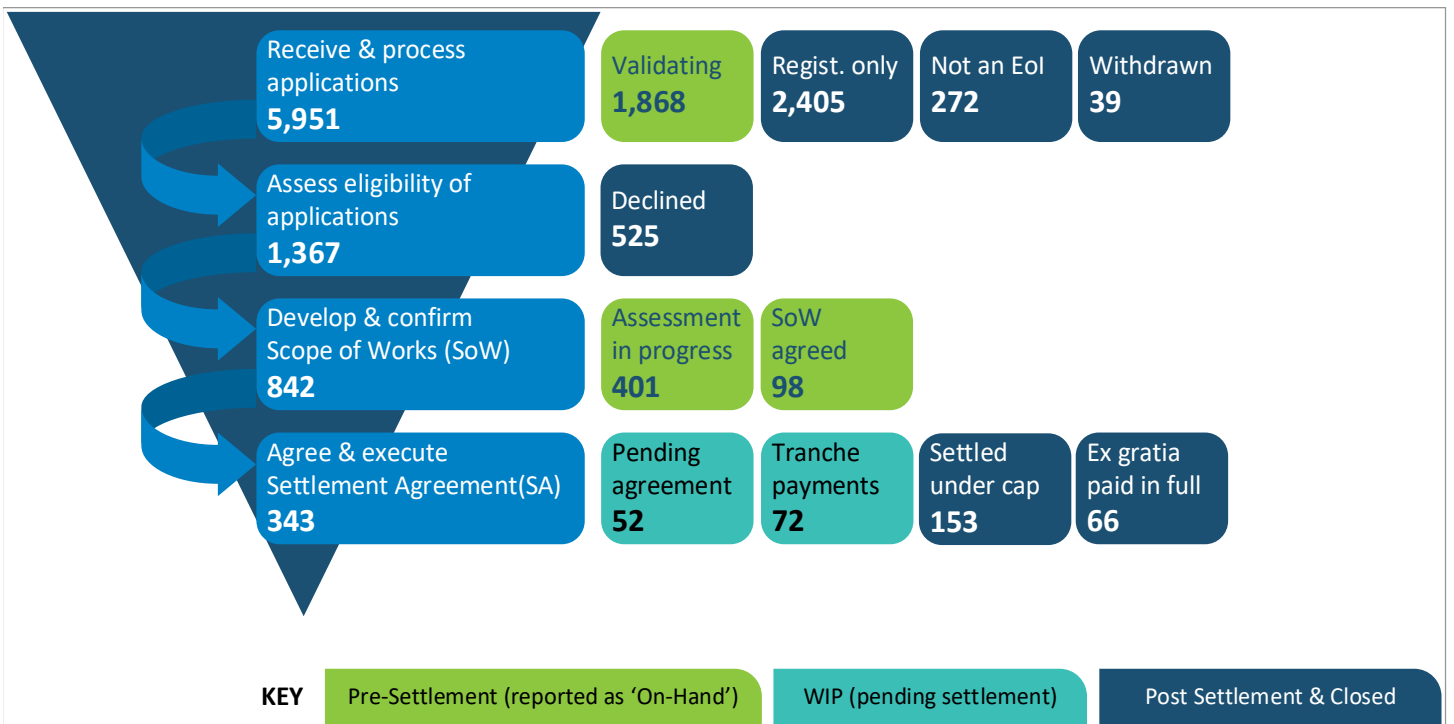 Receive & process
applications
5,951
Validating
1,868
Regist. only
2,405
Not an EoI
272
Withdrawn
39
Assess eligibility of
applications
1,367
Declined
525
Develop & confirm
Scope of Works (SoW)
842
Assessment
in progress
401
SoW
agreed
98
Agree & execute
Settlement Agreement(SA)
343
Pending
agreement
52
Tranche
payments
72
Settled
under cap
153
Ex gratia
paid in full
66
KEY
Pre-Settlement (reported as ‘On-Hand’)
WIP (pending settlement)
Post Settlement & Closed